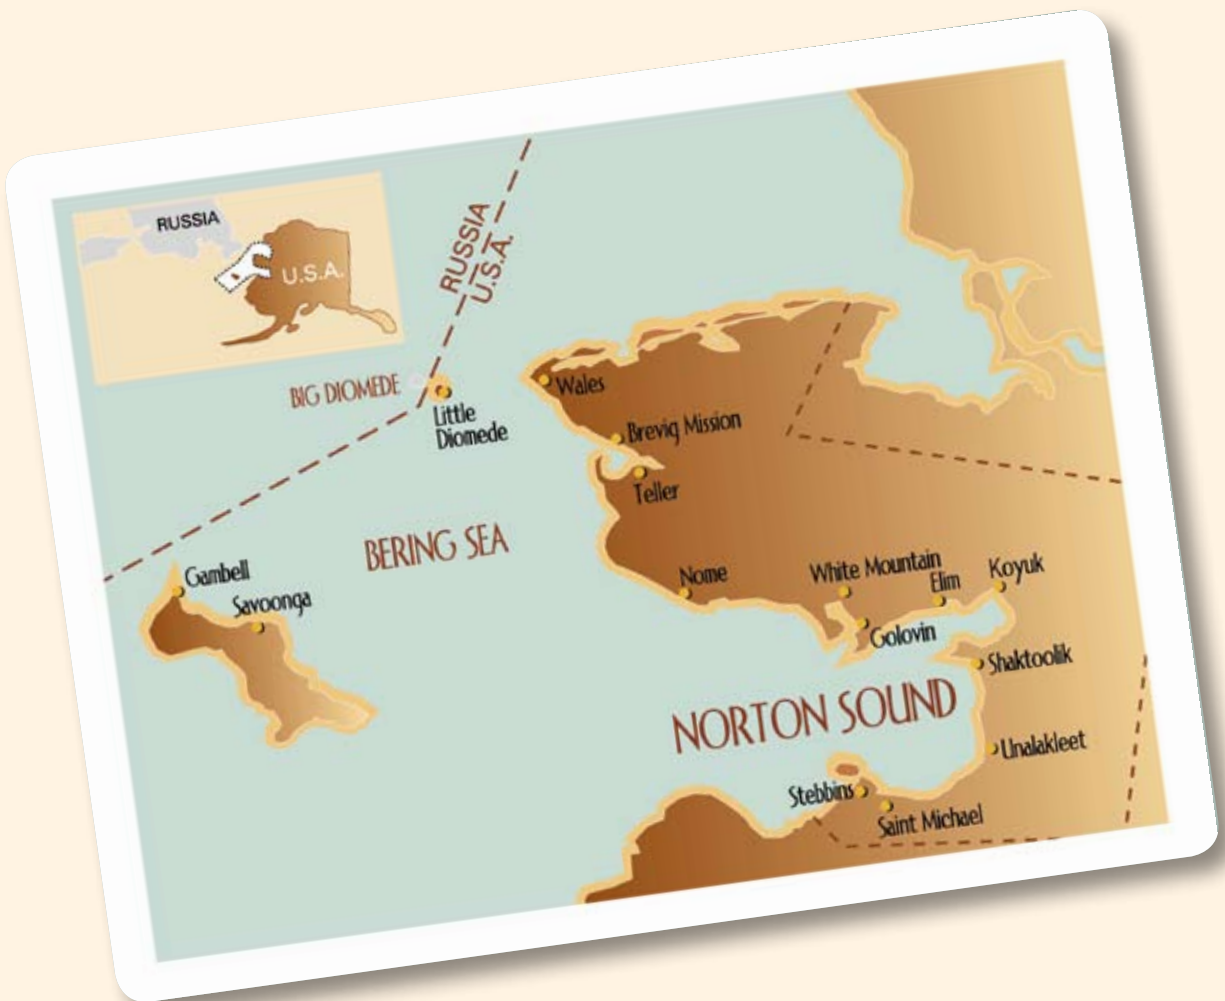 RUSSIA
U.S.A.
RUSSIA
U.S.A.
BIG DIOMEDE
Little
Diomede
Wales
Brevig Mission
Teller
BERING SEA
Gambell
Savoonga
Nome
White Mountain
Elim
Koyuk
Golovin
Shaktoolik
NORTON SOUND
Unalakleet
Stebbins
Saint Michael